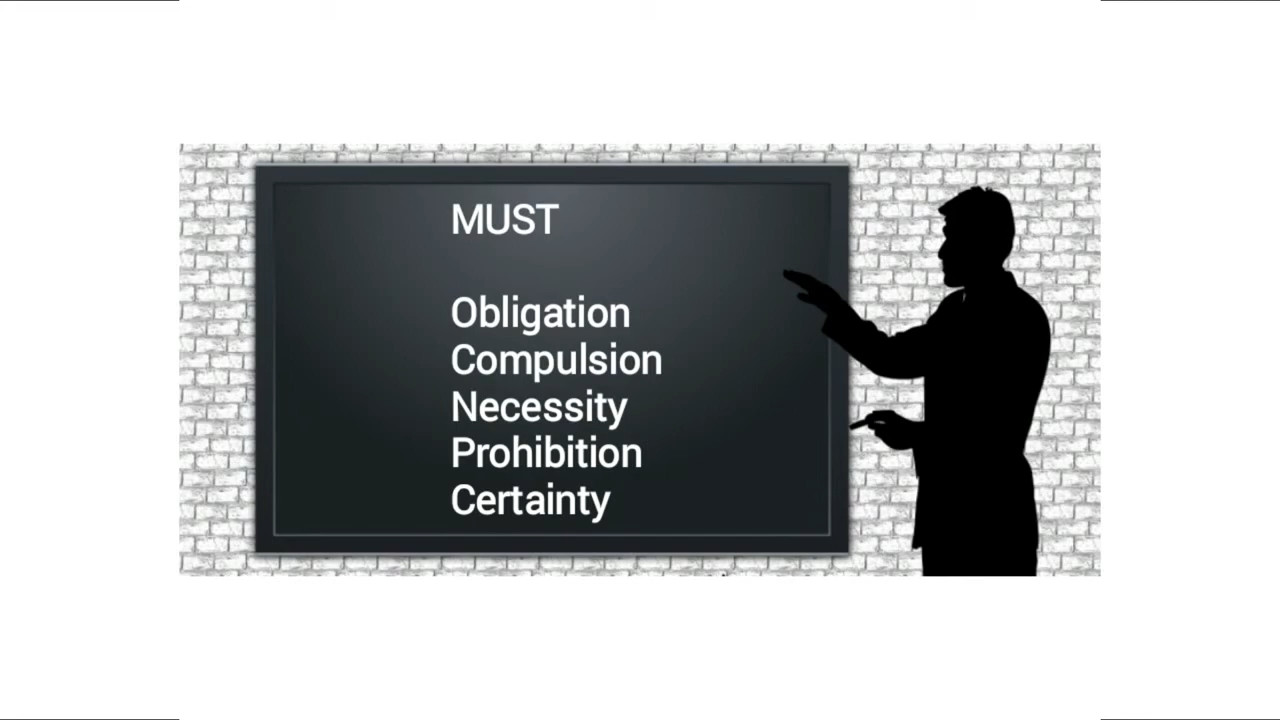 MUST
Obligation
Compulsion
Necessity
Prohibition
Certainty